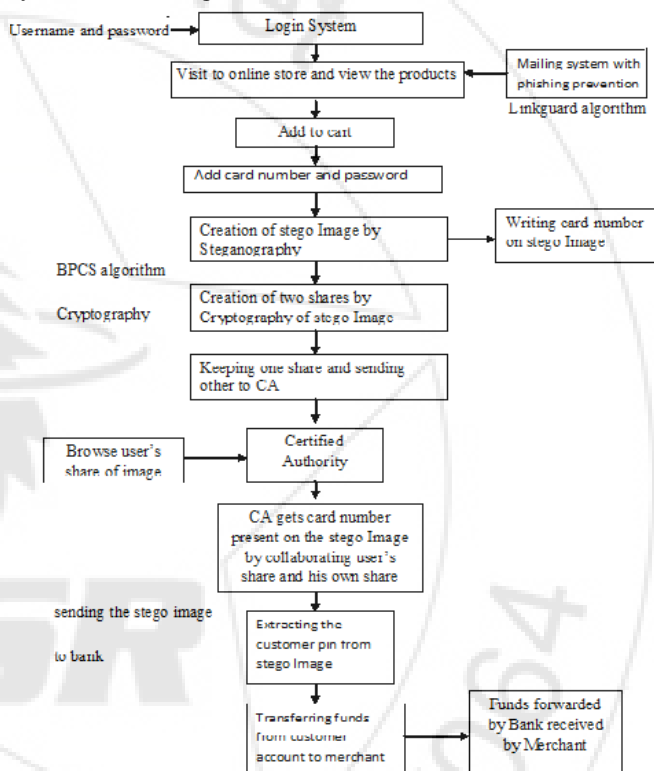 Username and password
Login System
Visit to online store and view the products
Mailing system with
phishing prevention
Linkguard algorithm
Add to cart
Add card number and password
Creation of stego Image by
Steganography
Writing card number
on stego Image
BPCS algorithm
Creation of two shares by
Cryptography of stego Image
Cryptography
Keeping one share and sending
other to CA
Certified
Authority
Browse user's
share of image
CA gets card number
present on the stego Image
by collaborating user's
share and his own share
sending the stego image
to bank
Extracting the
customer pin from
stego Image
Transferring funds
from customer
account to merchant
Funds forwarded
by Bank received
by Merchant
SR
064